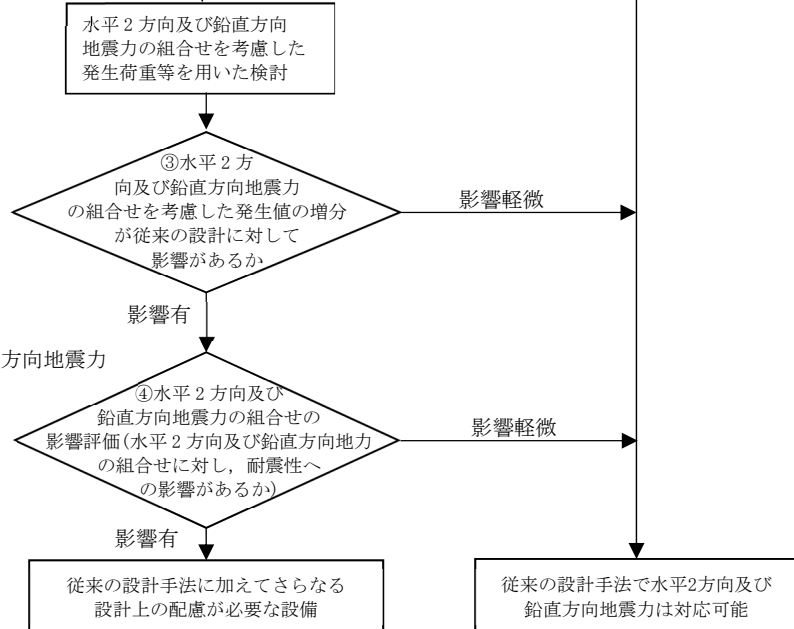 水平２方向及び鉛直方向
地震力の組合せを考慮した
発生荷重等を用いた検討
③水平２方
向及び鉛直方向地震力
の組合せを考慮した発生値の増分
が従来の設計に対して
影響があるか
影響軽微
影響有
方向地震力
④水平２方向及び
鉛直方向地震力の組合せの
影響評価(水平２方向及び鉛直方向地力
の組合せに対し，耐震性へ
の影響があるか)
影響軽微
影響有
従来の設計手法に加えてさらなる
設計上の配慮が必要な設備
従来の設計手法で水平2方向及び
鉛直方向地震力は対応可能